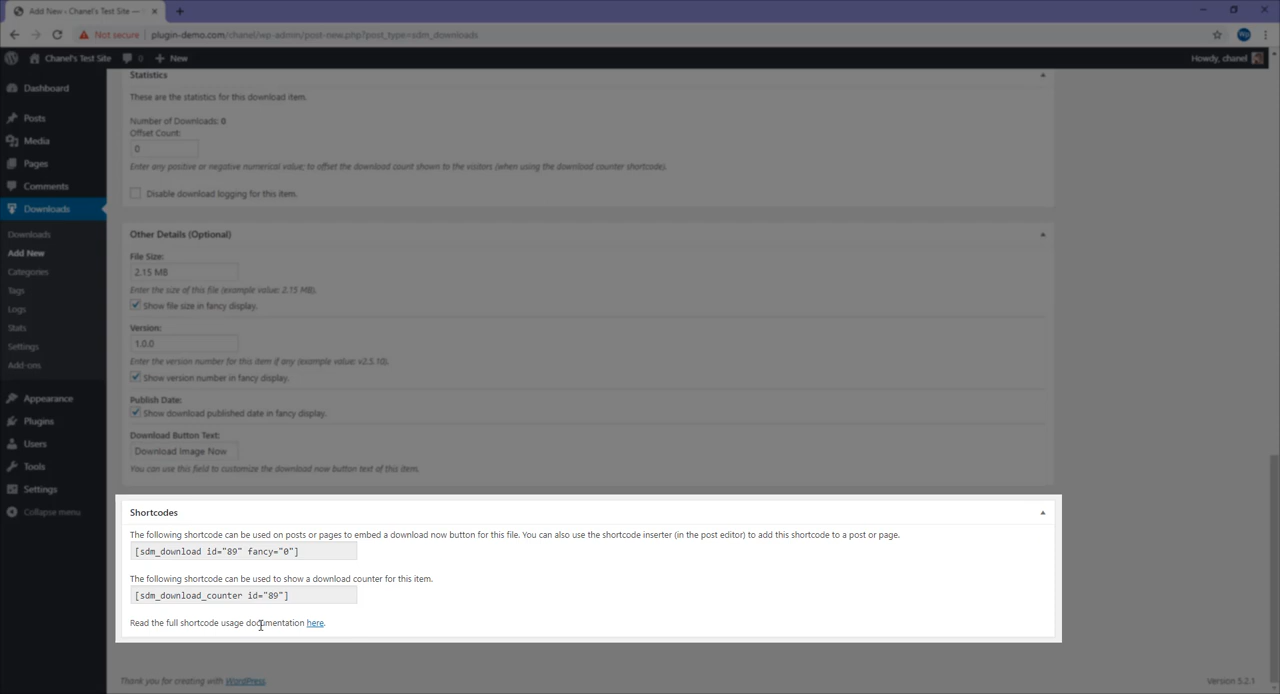 Add New ‹ Chanel's Test Site —
Not secure | plugin-demo.com/chanel/wp-admin/post-new.php?post_type=sdm_downloads
Chanel's Test Site 0 New Howdy, chanel
Dashboard
Posts
Media
Pages
Comments
Downloads
Downloads
Add New
Categories
Tags
Logs
Stats
Settings
Add-ons
Appearance
Plugins
Users
Tools
Settings
Collapse menu
Statistics
These are the statistics for this download item.
Number of Downloads: 0
Offset Count:
0
Enter any positive or negative numerical value; to offset the download count shown to the visitors (when using the download counter shortcode).
Disable download logging for this item.
Other Details (Optional)
File Size:
2.15 MB
Enter the size of this file (example value: 2.15 MB).
Show file size in fancy display.
Version:
1.0.0
Enter the version number for this item if any (example value: v2.5.10).
Show version number in fancy display.
Publish Date:
Show download published date in fancy display.
Download Button Text:
Download Image Now
You can use this field to customize the download now button text of this item.
Shortcodes
The following shortcode can be used on posts or pages to embed a download now button for this file. You can also use the shortcode inserter (in the post editor) to add this shortcode to a post or page.
[sdm_download id="89" fancy="0"]
The following shortcode can be used to show a download counter for this item.
[sdm_download_counter id="89"]
Read the full shortcode usage documentation here.
Thank you for creating with WordPress. Version 5.2.1